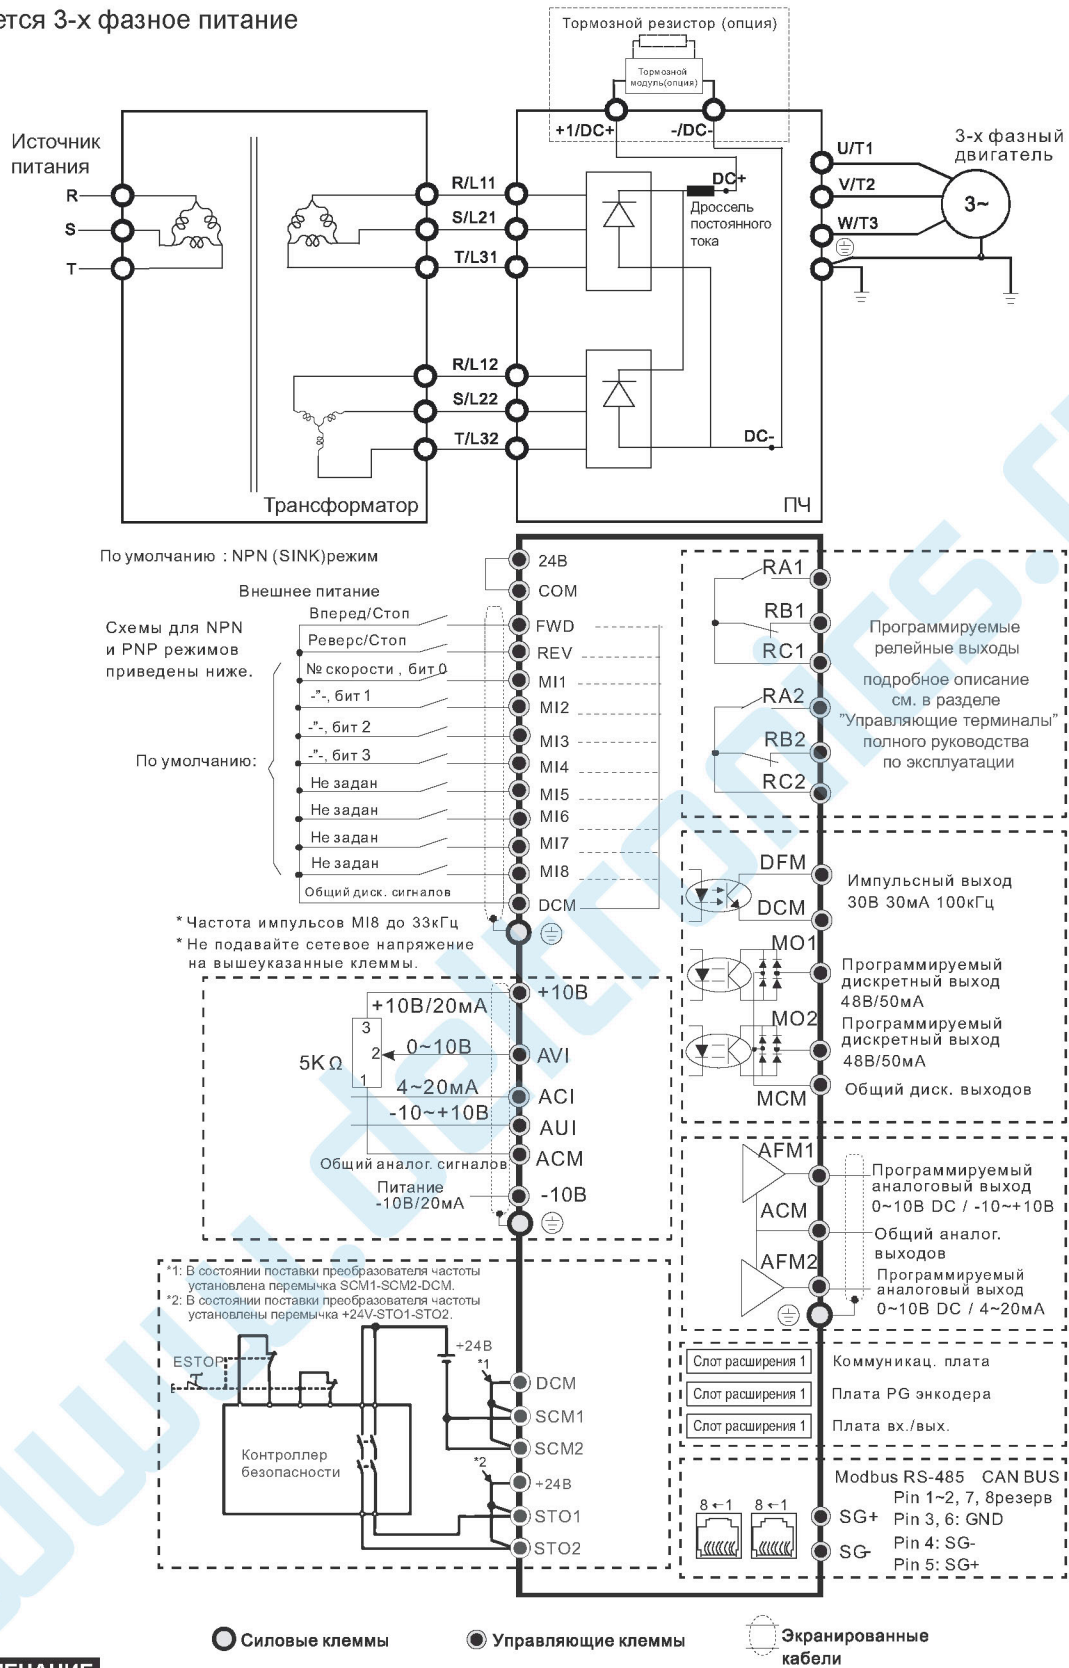 ется 3-х фазное питание
Тормозной резистор (опция)
Тормозной
модуль(опция)
+1/DC+
-/DC-
Источник
питания
R
S
T
R/L11
S/L21
T/L31
R/L12
S/L22
T/L32
Трансформатор
DC+
Дроссель
постоянного
тока
DC-
ПЧ
U/T1
V/T2
W/T3
3-х фазный
двигатель
3~
По умолчанию : NPN (SINK)режим
Внешнее питание
Схемы для NPN
и PNP режимов
приведены ниже.
По умолчанию:
Вперед/Стоп
Реверс/Стоп
№ скорости , бит 0
-"-, бит 1
-"-, бит 2
-"-, бит 3
Не задан
Не задан
Не задан
Не задан
Общий диск. сигналов
24В
COM
FWD
REV
MI1
MI2
MI3
MI4
MI5
MI6
MI7
MI8
DCM
* Частота импульсов MI8 до 33кГц
* Не подавайте сетевое напряжение
на вышеуказанные клеммы.
RA1
RB1
RC1
RA2
RB2
RC2
Программируемые
релейные выходы
подробное описание
см. в разделе
"Управляющие терминалы"
полного руководства
по эксплуатации
DFM
DCM
Импульсный выход
30В 30мА 100кГц
MO1
Программируемый
дискретный выход
48В/50мА
MO2
Программируемый
дискретный выход
48В/50мА
MCM
Общий диск. выходов
+10В/20мА
3
2
1
5KΩ
0~10В
4~20мА
-10~+10В
Общий аналог. сигналов
Питание
-10В/20мА
+10В
AVI
ACI
AUI
ACM
-10В
AFM1
ACM
AFM2
Программируемый
аналоговый выход
0~10В DC / -10~+10В
Общий аналог.
выходов
Программируемый
аналоговый выход
0~10В DC / 4~20мА
*1: В состоянии поставки преобразователя частоты
установлена перемычка SCM1-SCM2-DCM.
*2: В состоянии поставки преобразователя частоты
установлены перемычка +24V-STO1-STO2.
ESTOP
Контроллер
безопасности
+24В
*1
*2
DCM
SCM1
SCM2
+24В
STO1
STO2
Слот расширения 1
Коммуникац. плата
Слот расширения 1
Плата PG энкодера
Слот расширения 1
Плата вх./вых.
Modbus RS-485 CAN BUS
Pin 1~2, 7, 8резерв
Pin 3, 6: GND
Pin 4: SG-
Pin 5: SG+
8←1
8←1
SG+
SG-
Силовые клеммы
Управляющие клеммы
Экранированные
кабели
www.deltronics.r